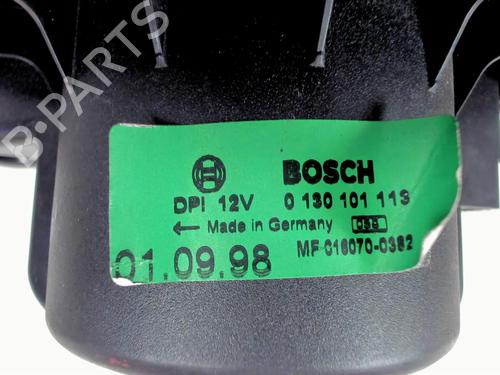 B-PARTS
BOSCH
DPI 12V 0 130 101 113
← Made in Germany
MF 016070-0382
01.09.98